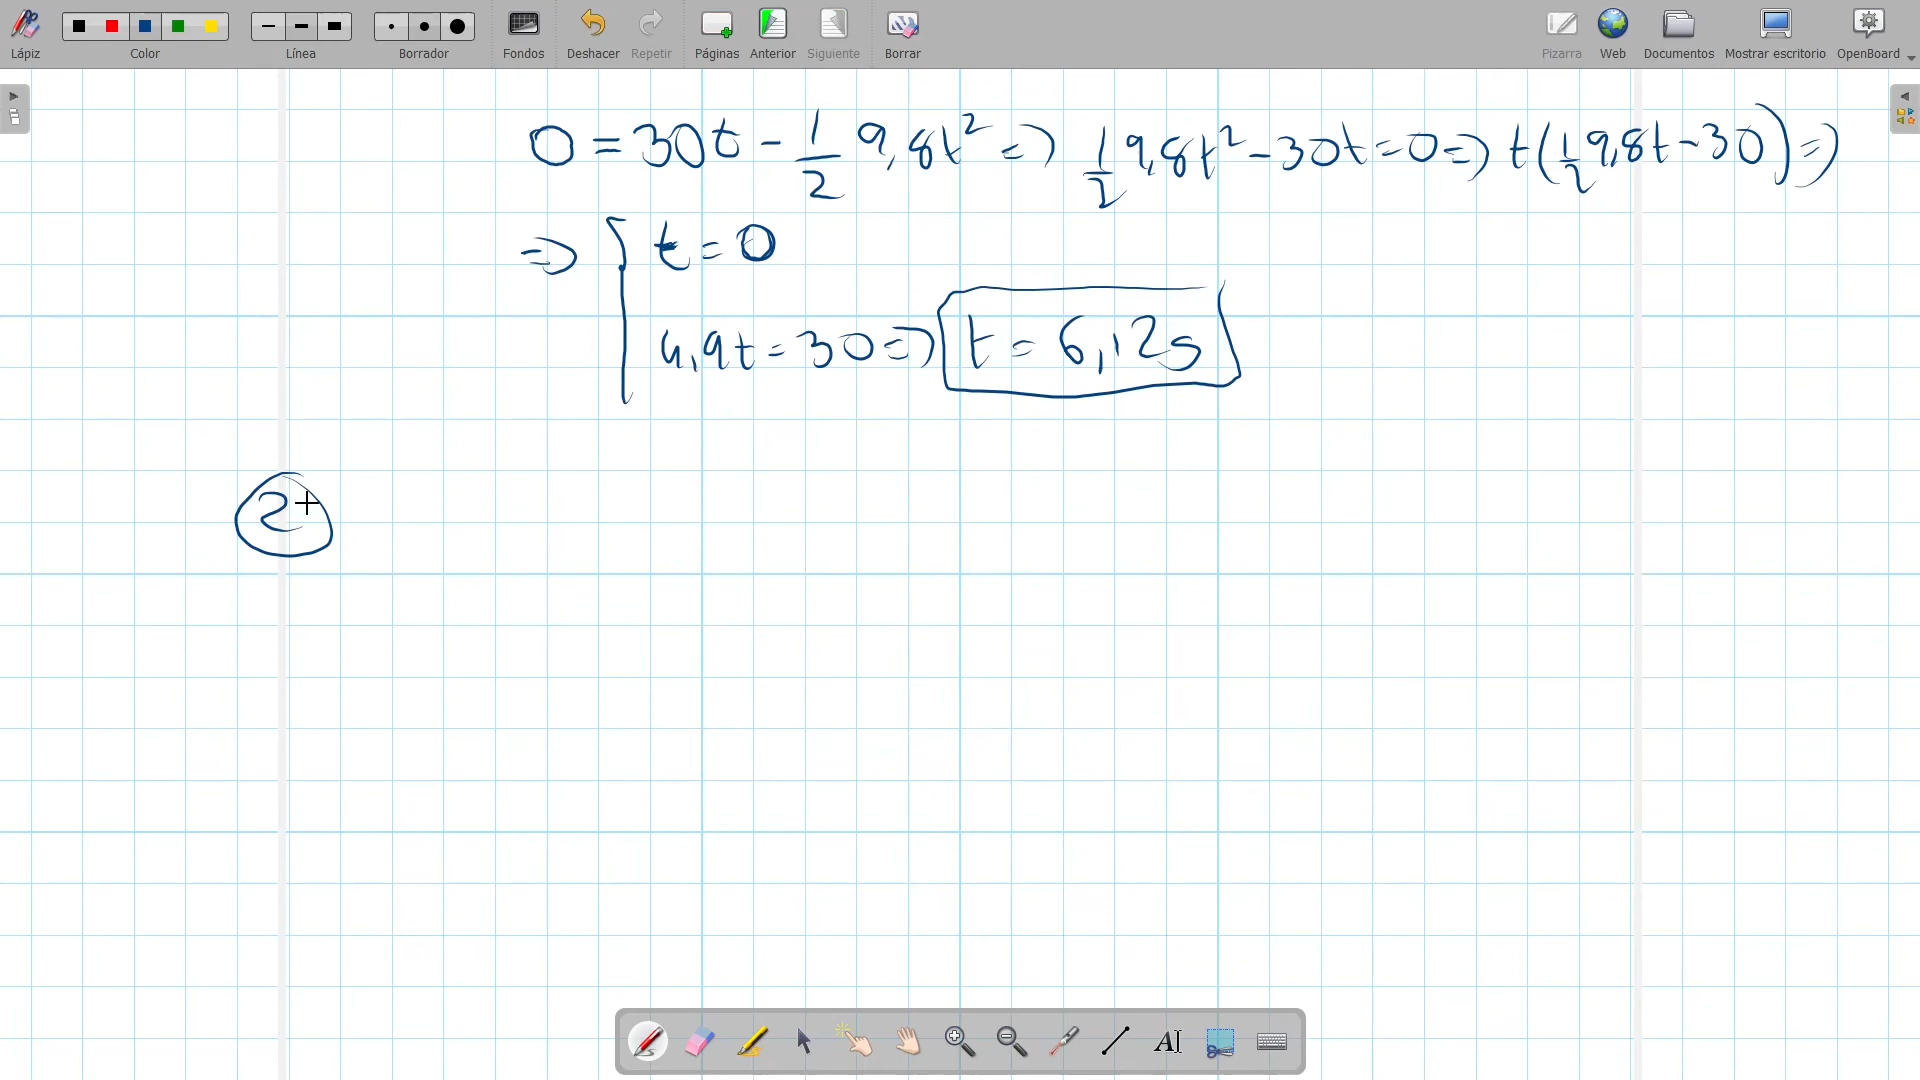 Lápiz Color Línea Borrador Fondos Deshacer Repetir Páginas Anterior Siguiente Borrar Pizarra Web Documentos Mostrar escritorio OpenBoard
0 = 30t - 1/2 9,8t² => 1/2 9,8t² - 30t = 0 => t(1/2 9,8t - 30) =>
=> { t = 0
4,9t = 30 => t = 6,12s
2